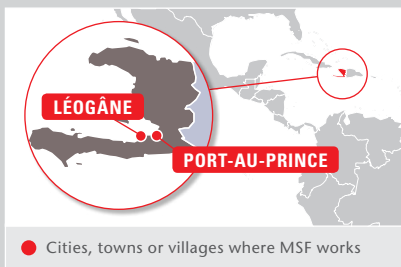 LÉOGÂNE
PORT-AU-PRINCE
Cities, towns or villages where MSF works